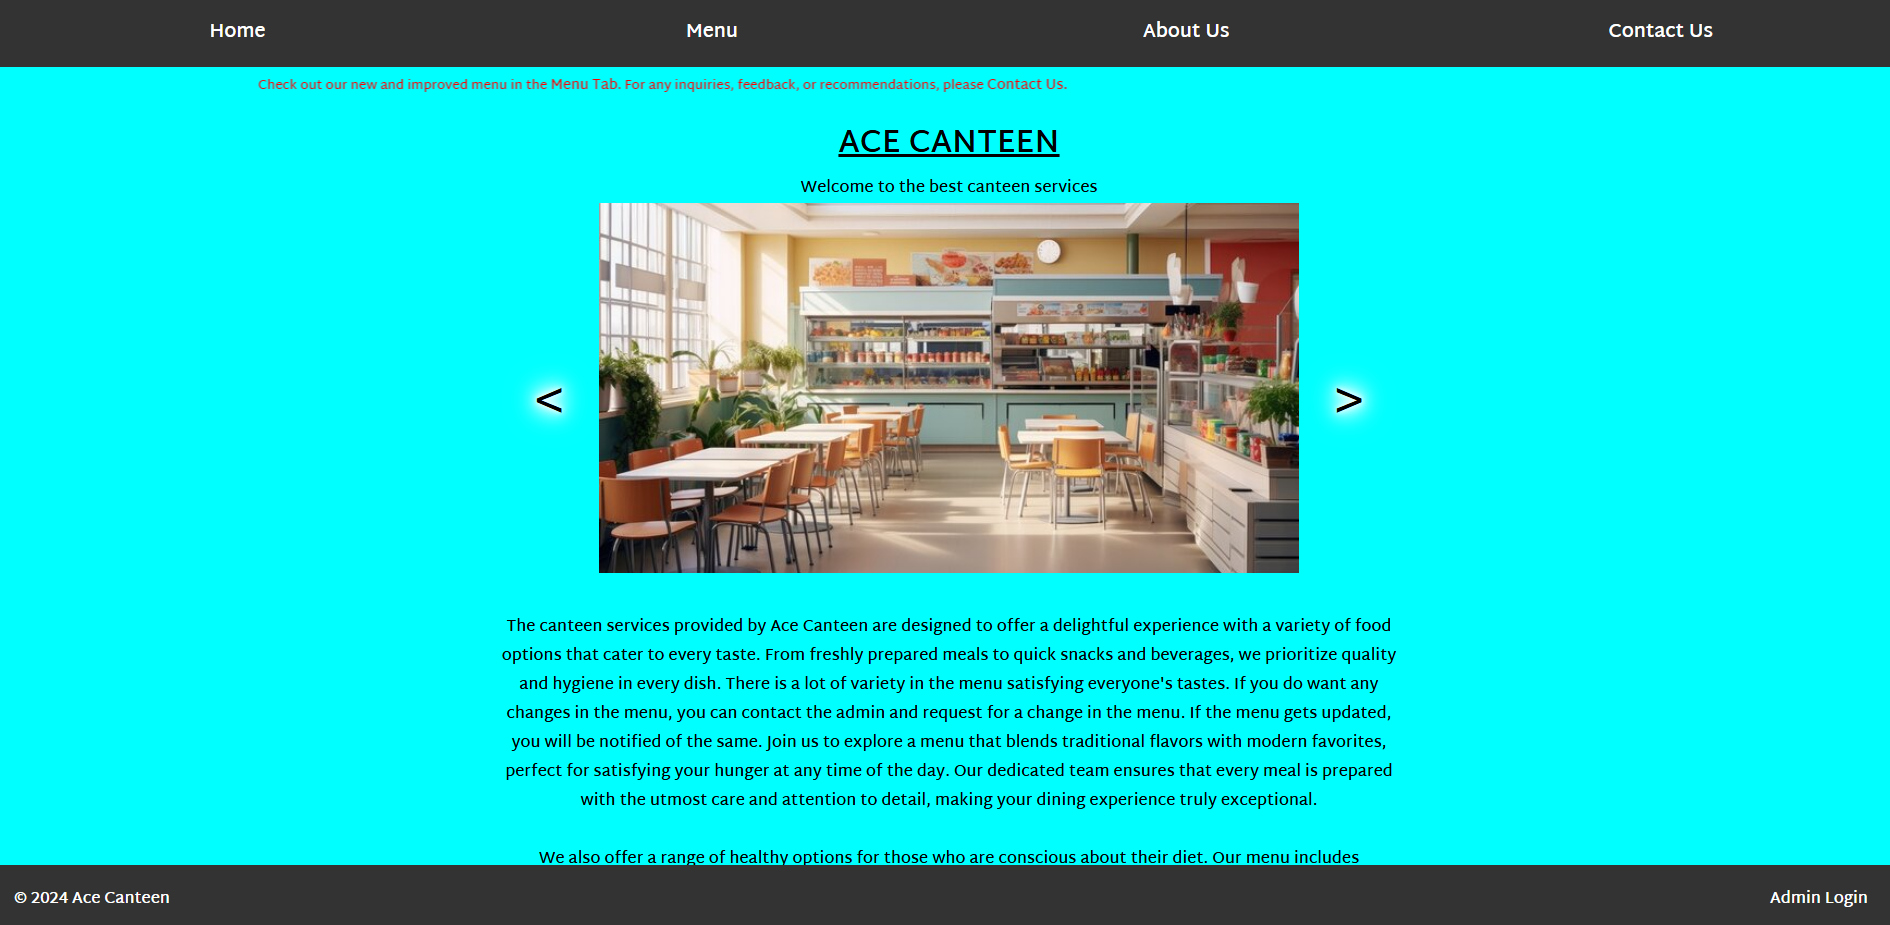 Home Menu About Us Contact Us
Check out our new and improved menu in the Menu Tab. For any inquiries, feedback, or recommendations, please Contact Us.
ACE CANTEEN
Welcome to the best canteen services
< >
The canteen services provided by Ace Canteen are designed to offer a delightful experience with a variety of food
options that cater to every taste. From freshly prepared meals to quick snacks and beverages, we prioritize quality
and hygiene in every dish. There is a lot of variety in the menu satisfying everyone's tastes. If you do want any
changes in the menu, you can contact the admin and request for a change in the menu. If the menu gets updated,
you will be notified of the same. Join us to explore a menu that blends traditional flavors with modern favorites,
perfect for satisfying your hunger at any time of the day. Our dedicated team ensures that every meal is prepared
with the utmost care and attention to detail, making your dining experience truly exceptional.
We also offer a range of healthy options for those who are conscious about their diet. Our menu includes
© 2024 Ace Canteen Admin Login